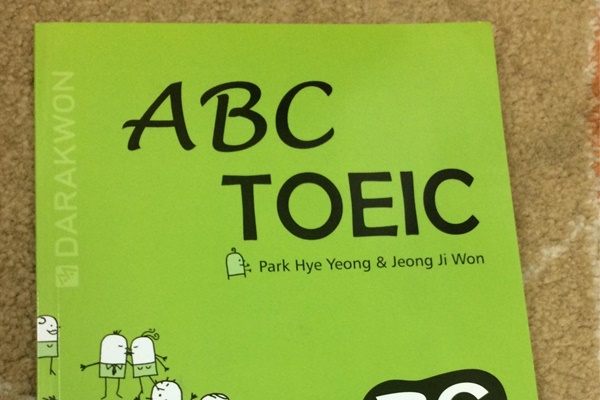 DARAKWON
ABC
TOEIC
Park Hye Yeong & Jeong Ji Won